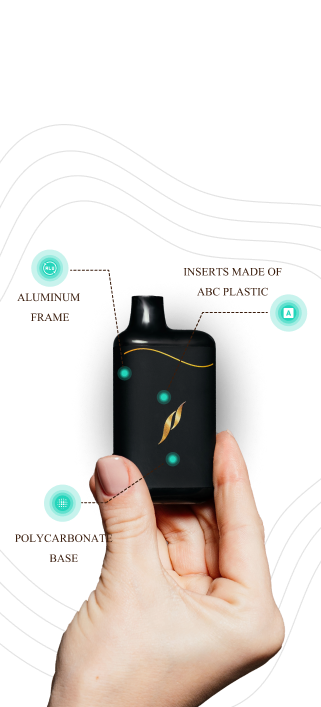 INSERTS MADE OF
ABC PLASTIC
ALUMINUM
FRAME
A
POLYCARBONATE
BASE